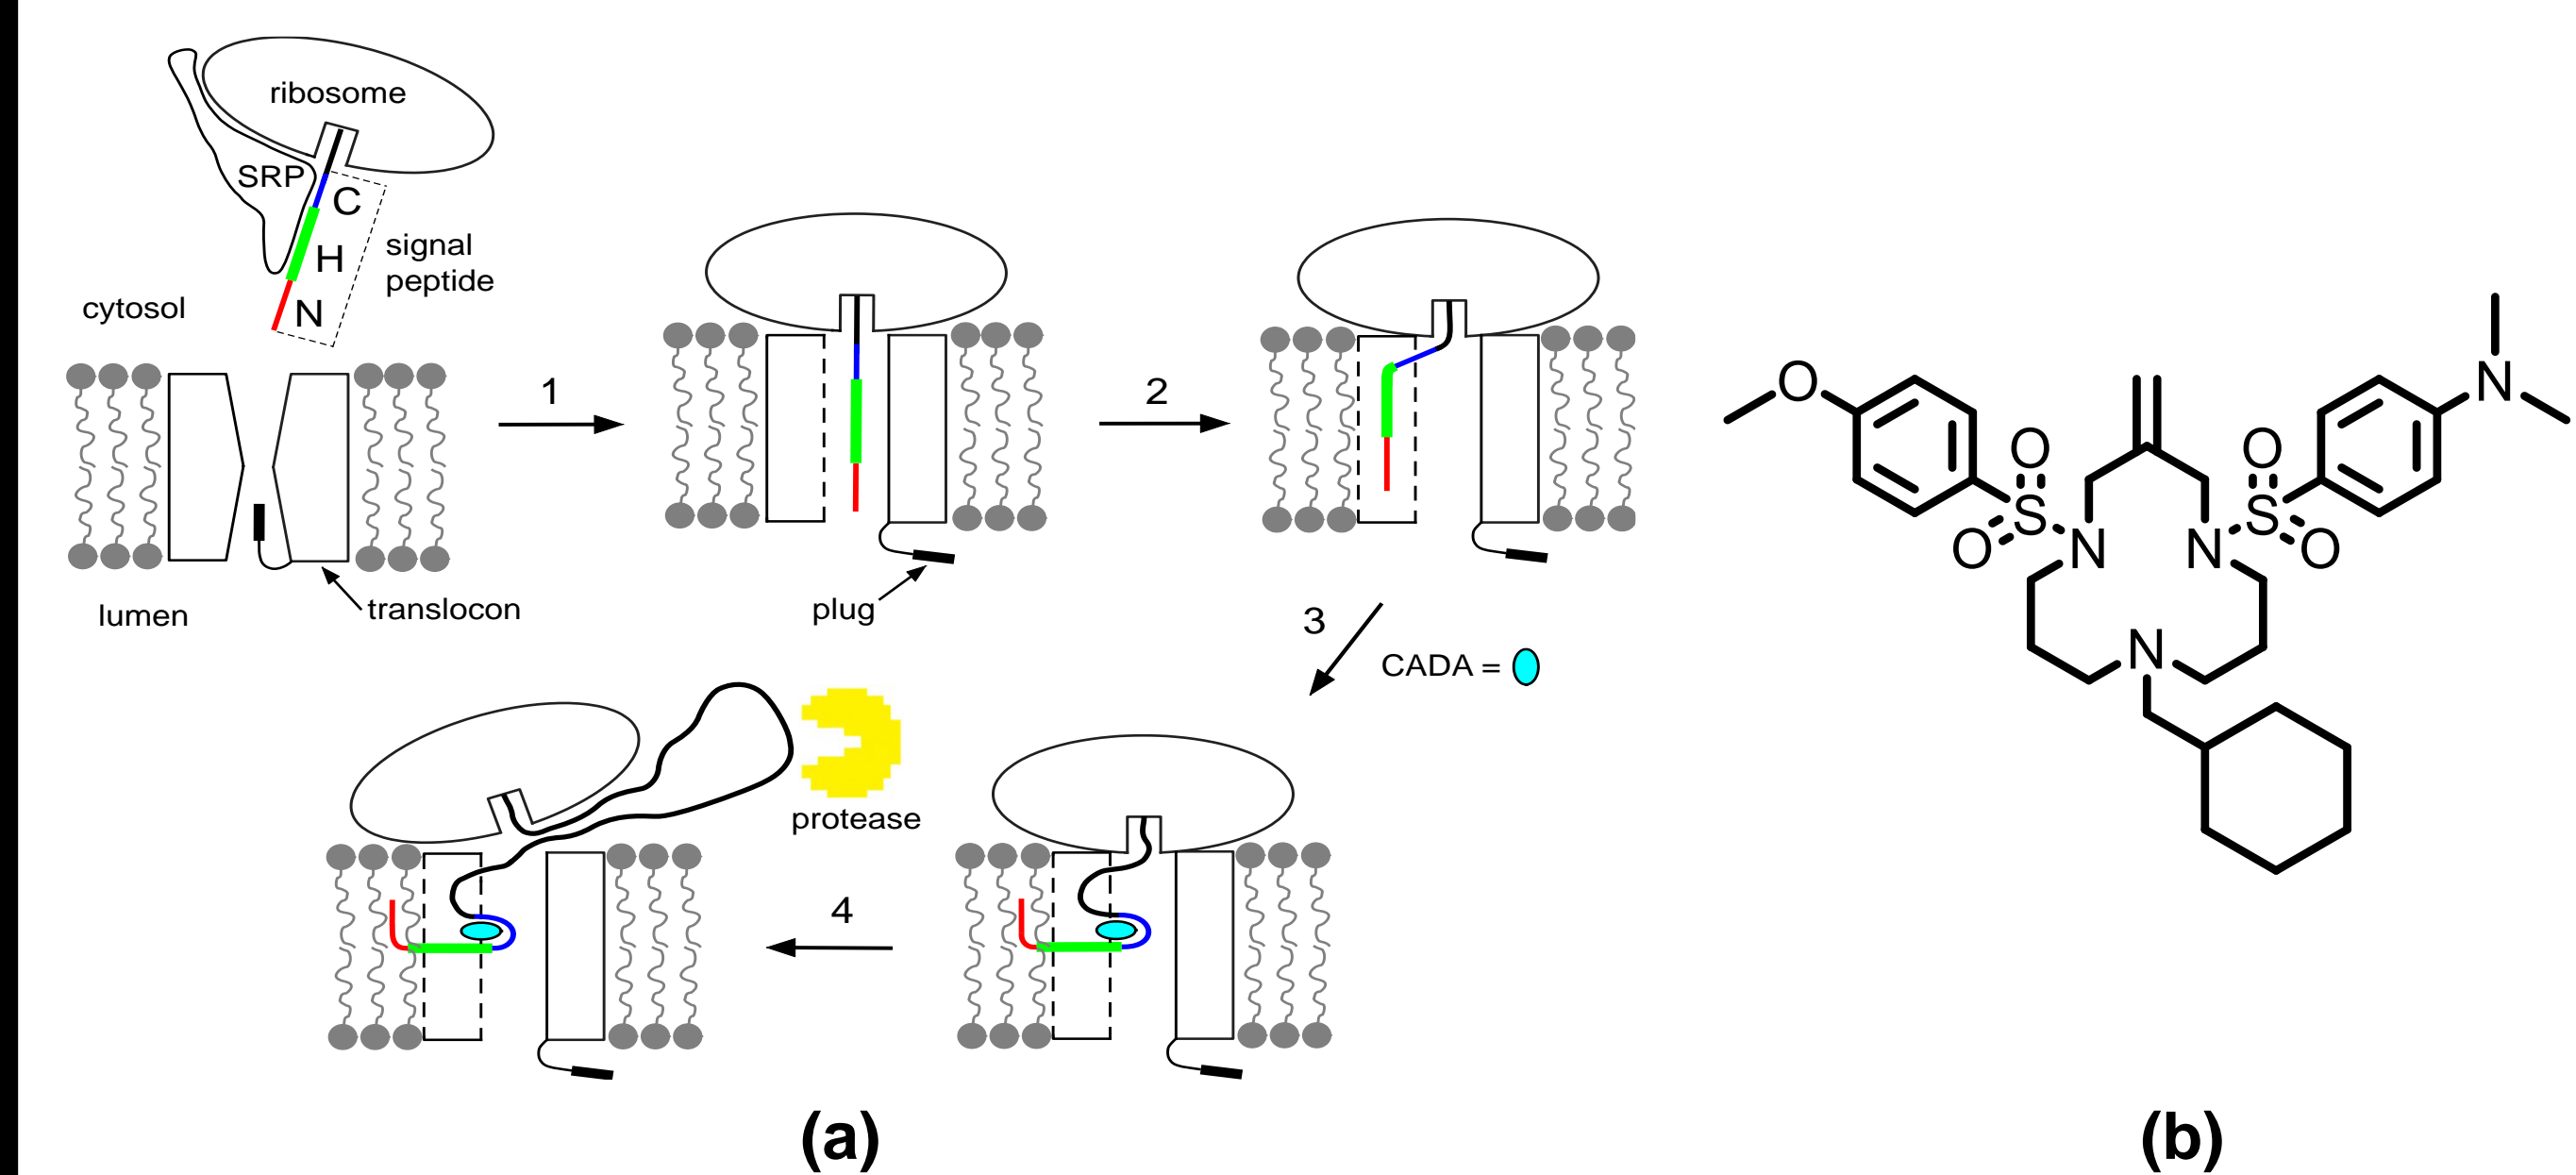 ribosome
SRP
C
H
N
signal
peptide
cytosol
lumen
translocon
1
plug
2
3
CADA =
protease
4
(a)
O
N
O
S
O
N
N
O
S
O
N
(b)